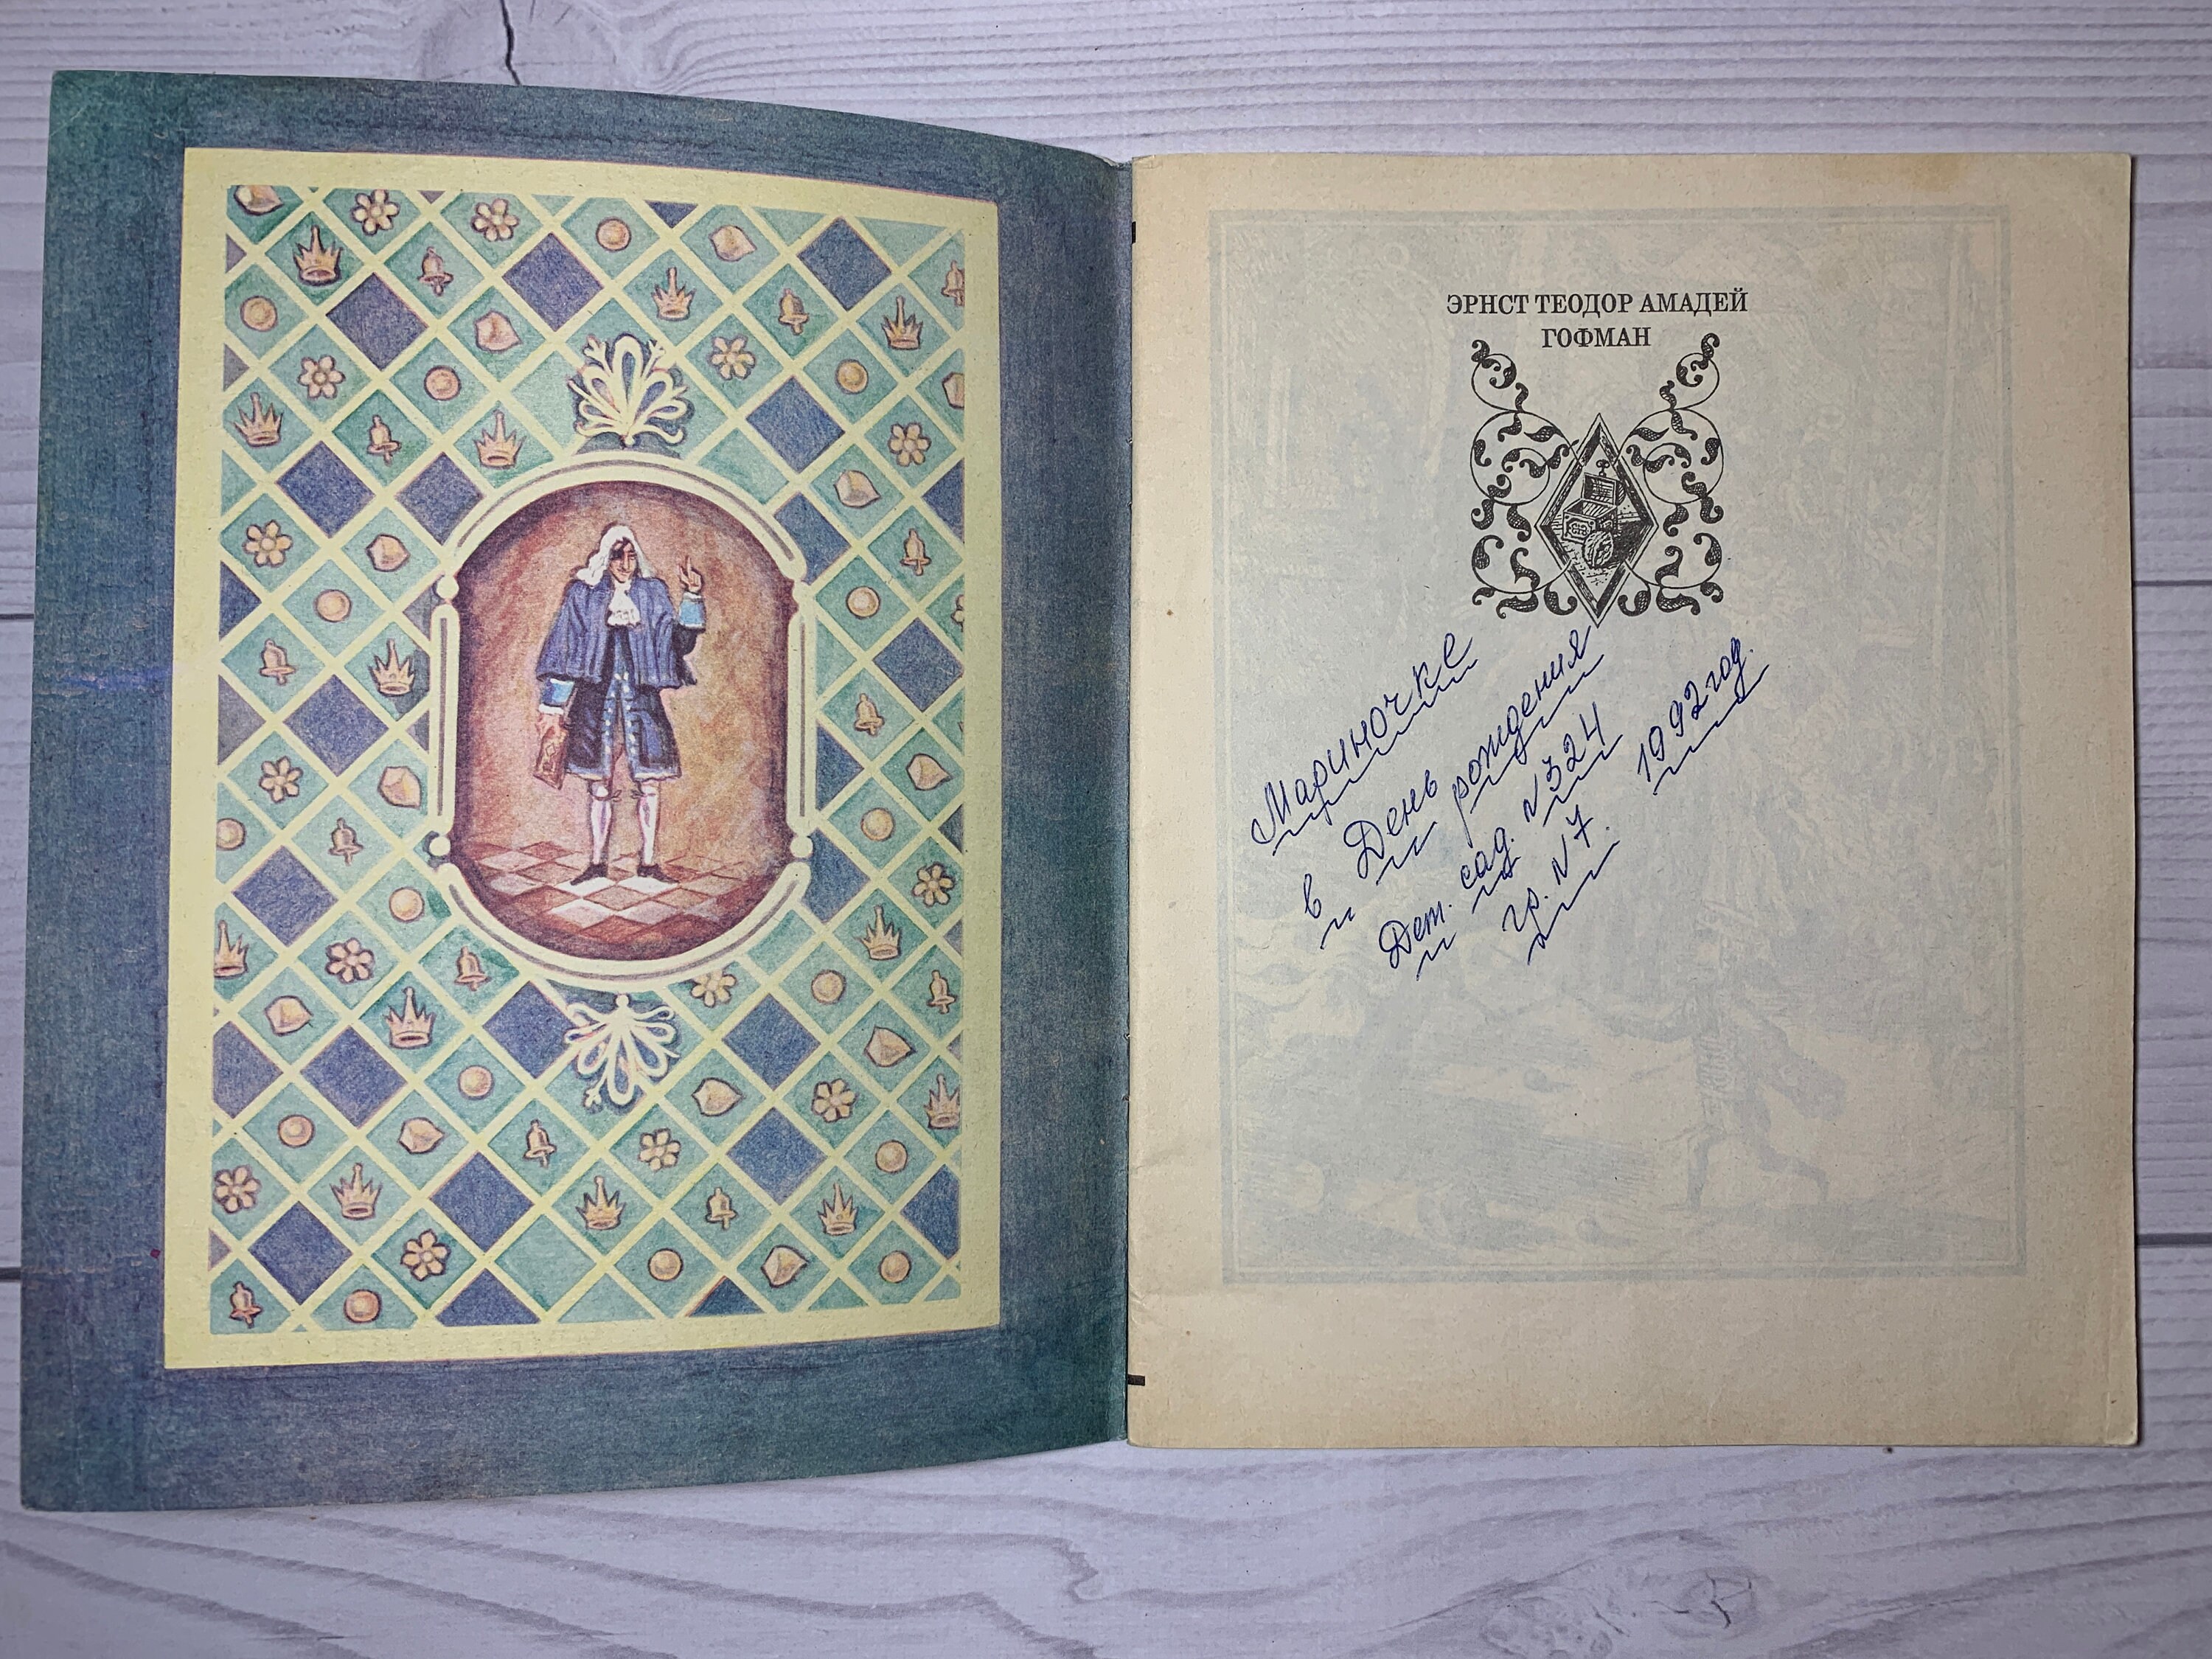 ЭРНСТ ТЕОДОР АМАДЕЙ
ГОФМАН
Мариночке
в День рождения
Дет. сад. №324
гр. №7. 1992 год.